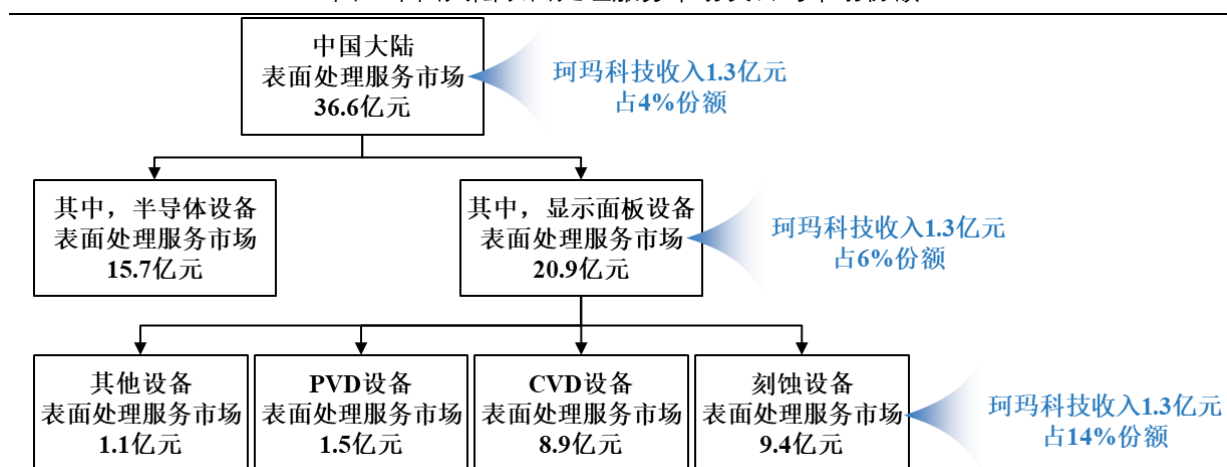 中国大陆
表面处理服务市场
36.6亿元
珂玛科技收入1.3亿元
占4%份额
其中，半导体设备
表面处理服务市场
15.7亿元
其中，显示面板设备
表面处理服务市场
20.9亿元
珂玛科技收入1.3亿元
占6%份额
其他设备
表面处理服务市场
1.1亿元
PVD设备
表面处理服务市场
1.5亿元
CVD设备
表面处理服务市场
8.9亿元
刻蚀设备
表面处理服务市场
9.4亿元
珂玛科技收入1.3亿元
占14%份额